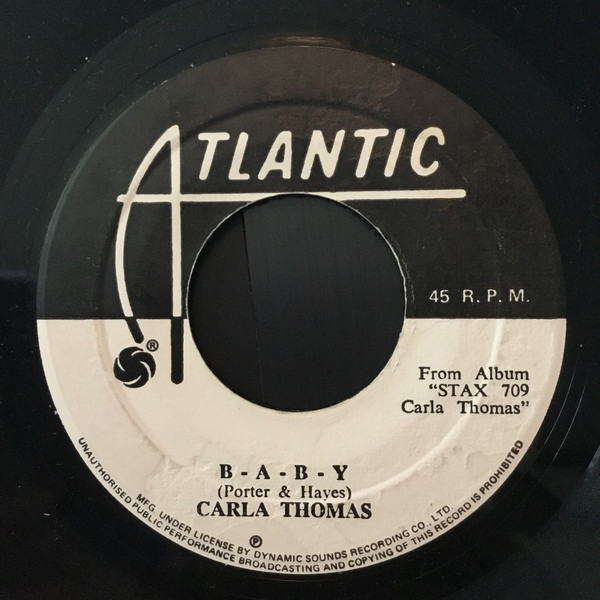 ATLANTIC
45 R.P.M.
®
From Album
"STAX 709
Carla Thomas"
B-A-B-Y
(Porter & Hayes)
CARLA THOMAS
℗
MFG. UNDER LICENSE BY DYNAMIC SOUNDS RECORDING CO., LTD.
UNAUTHORISED PUBLIC PERFORMANCE BROADCASTING AND COPYING OF THIS RECORD IS PROHIBITED